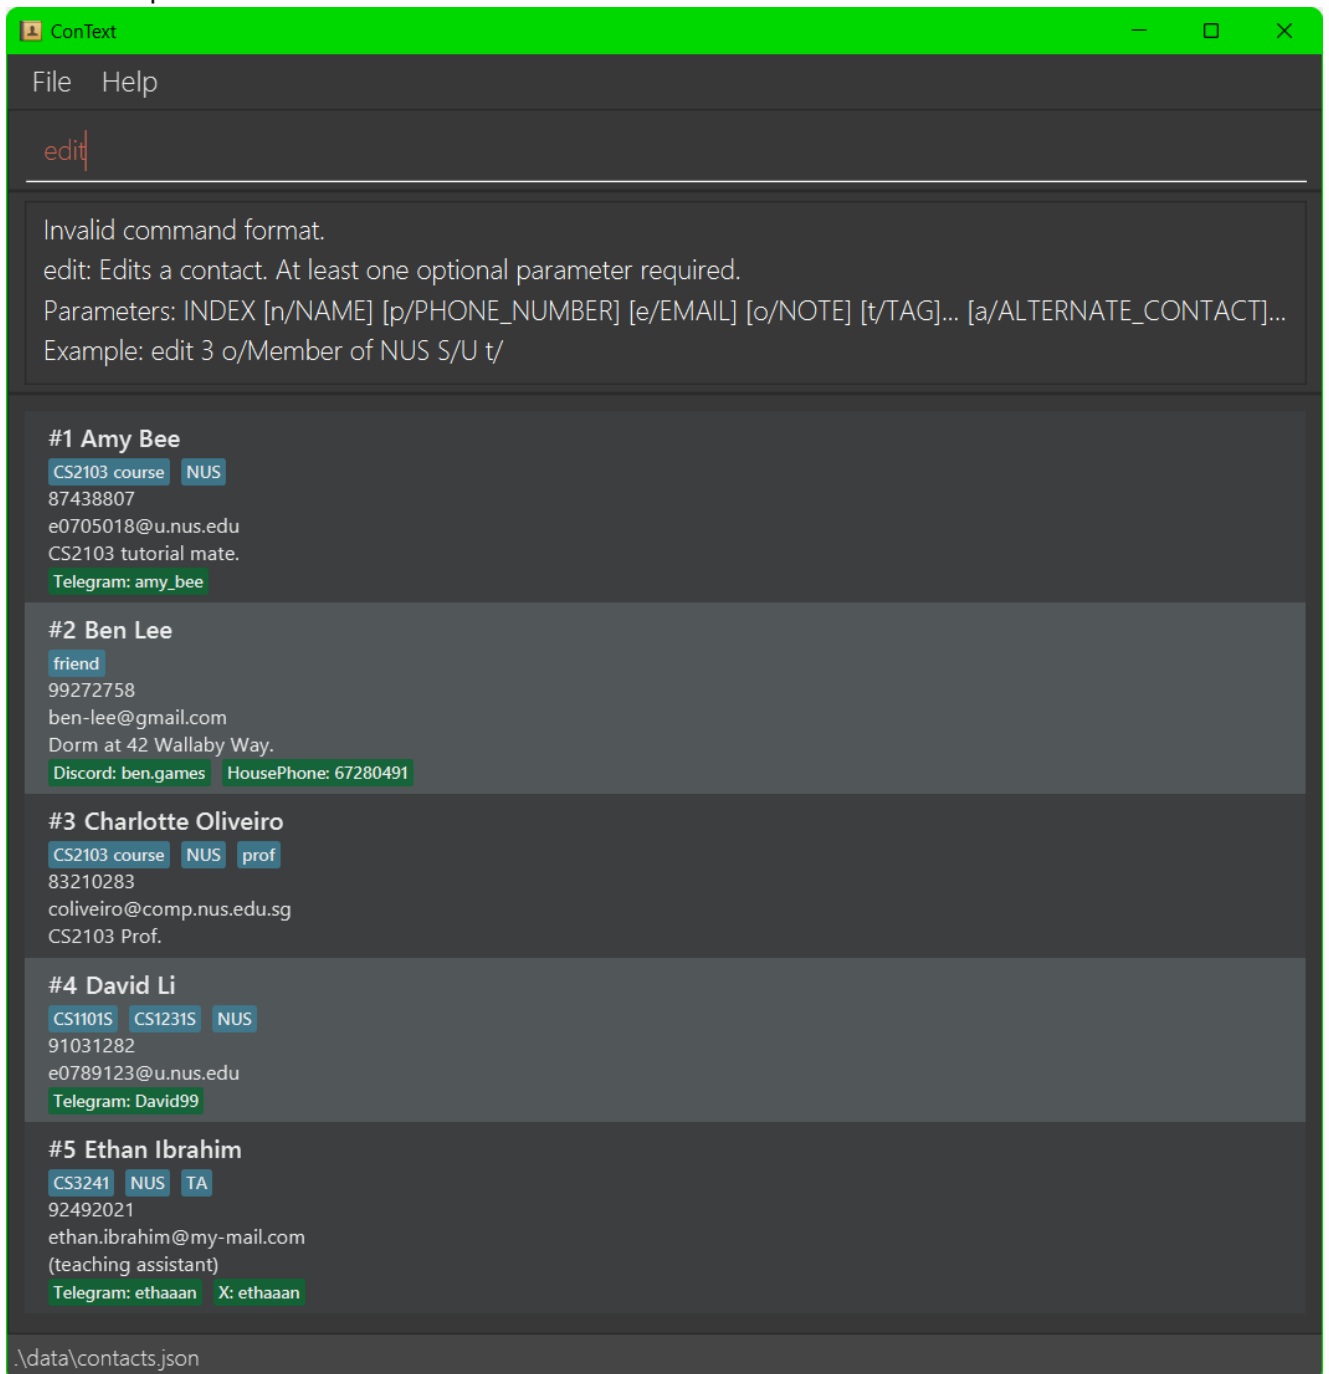 ConText
File Help
edit
Invalid command format.
edit: Edits a contact. At least one optional parameter required.
Parameters: INDEX [n/NAME] [p/PHONE_NUMBER] [e/EMAIL] [o/NOTE] [t/TAG]... [a/ALTERNATE_CONTACT]...
Example: edit 3 o/Member of NUS S/U t/
#1 Amy Bee
CS2103 course NUS
87438807
e0705018@u.nus.edu
CS2103 tutorial mate.
Telegram: amy_bee
#2 Ben Lee
friend
99272758
ben-lee@gmail.com
Dorm at 42 Wallaby Way.
Discord: ben.games HousePhone: 67280491
#3 Charlotte Oliveiro
CS2103 course NUS prof
83210283
coliveiro@comp.nus.edu.sg
CS2103 Prof.
#4 David Li
CS1101S CS1231S NUS
91031282
e0789123@u.nus.edu
Telegram: David99
#5 Ethan Ibrahim
CS3241 NUS TA
92492021
ethan.ibrahim@my-mail.com
(teaching assistant)
Telegram: ethaaan X: ethaaan
.\data\contacts.json